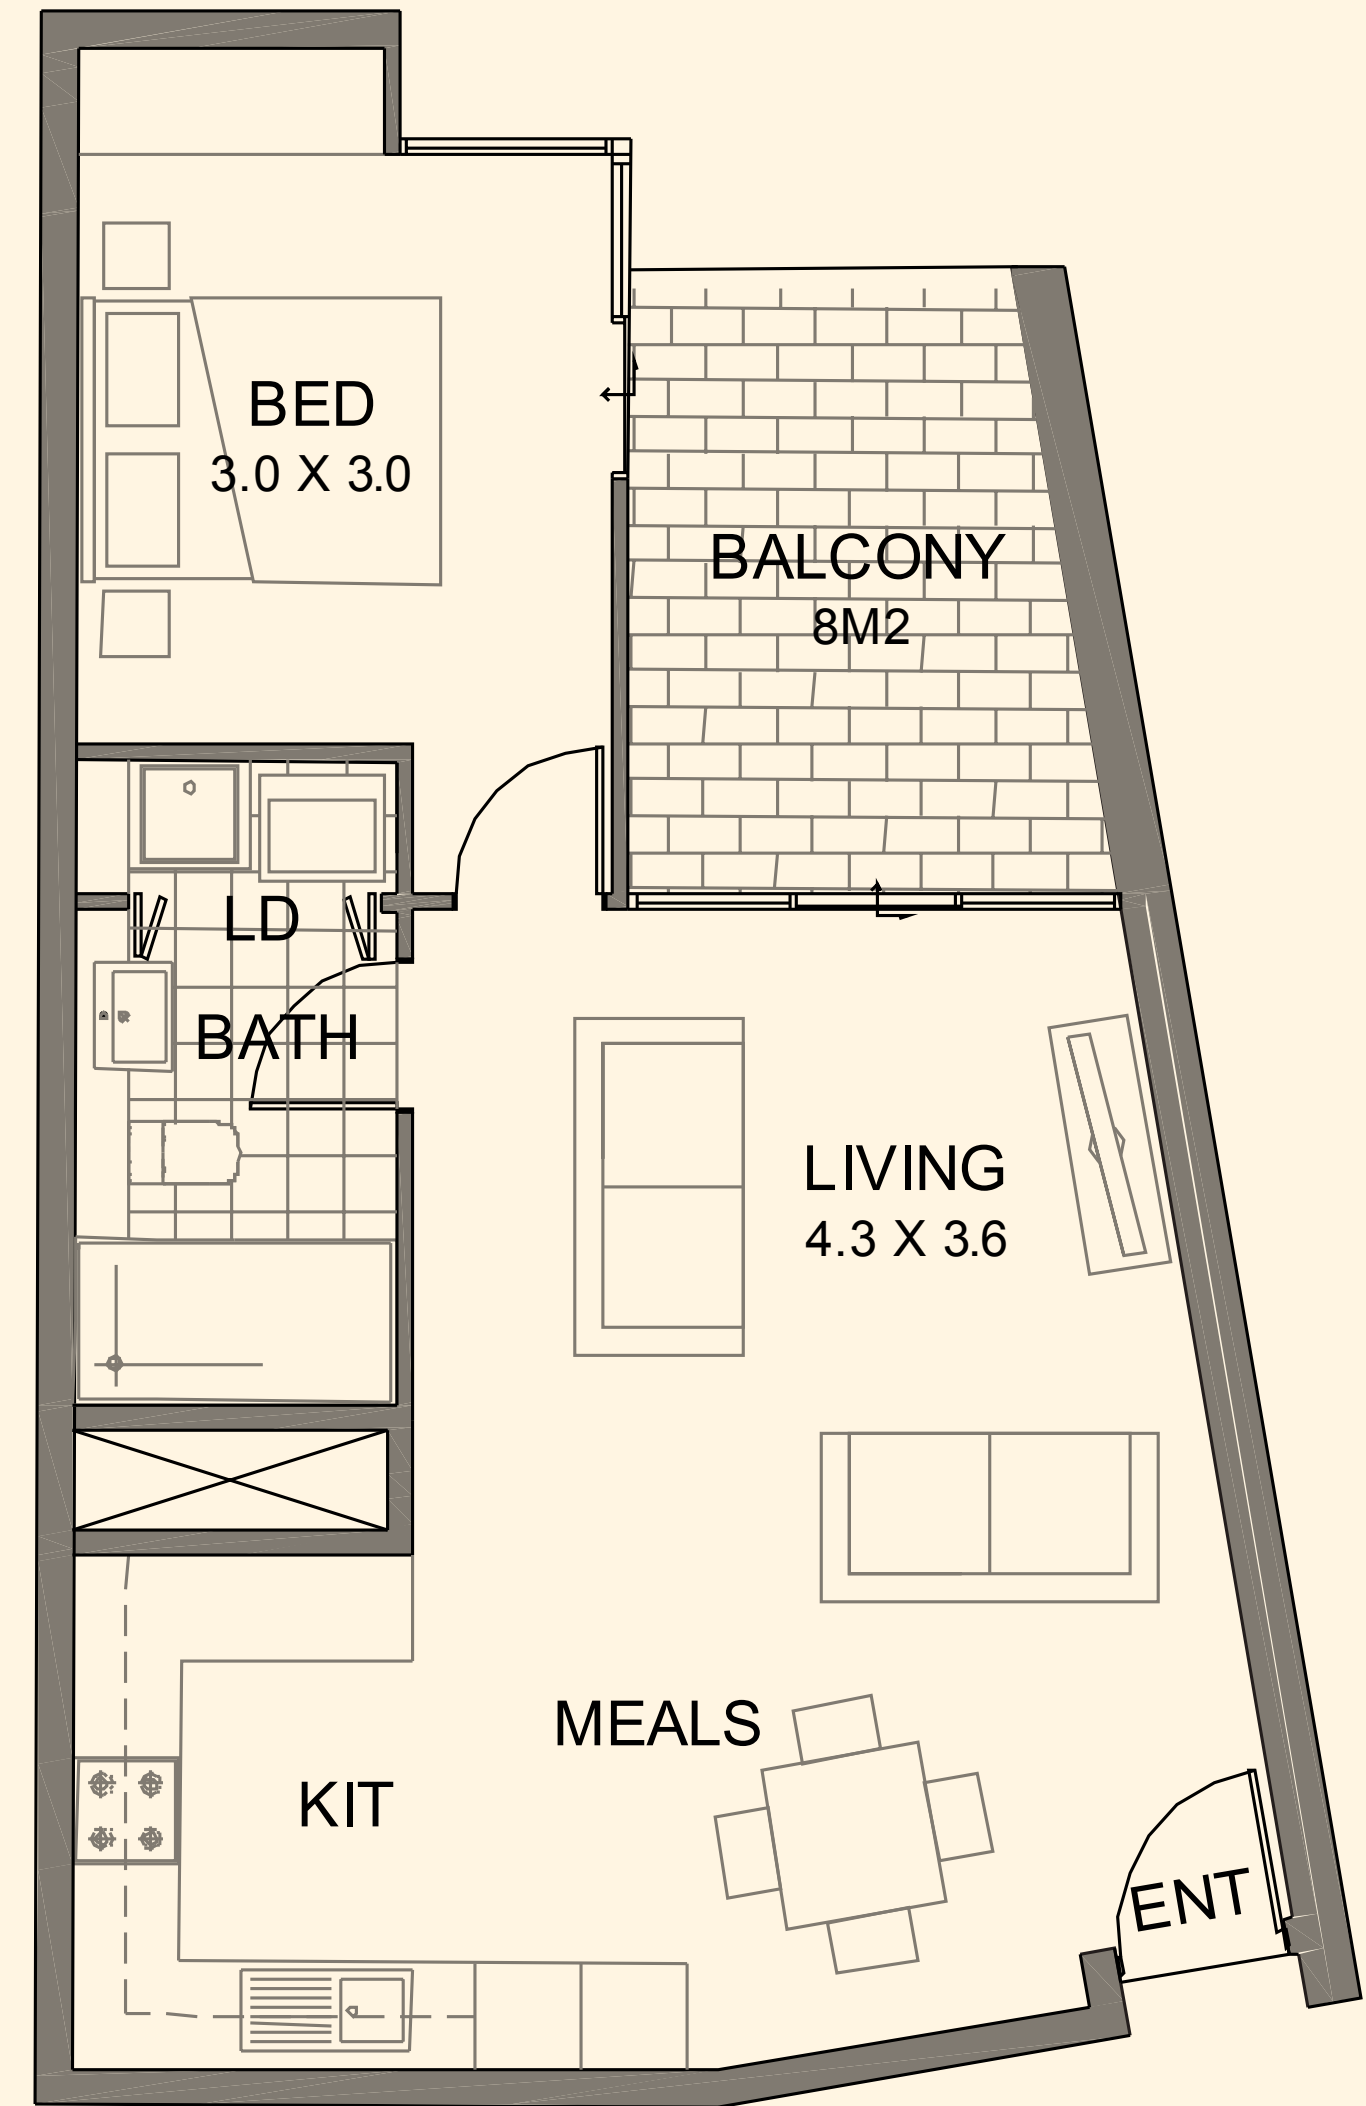 BED
3.0 X 3.0
BALCONY
8M2
LD
BATH
LIVING
4.3 X 3.6
MEALS
KIT
ENT